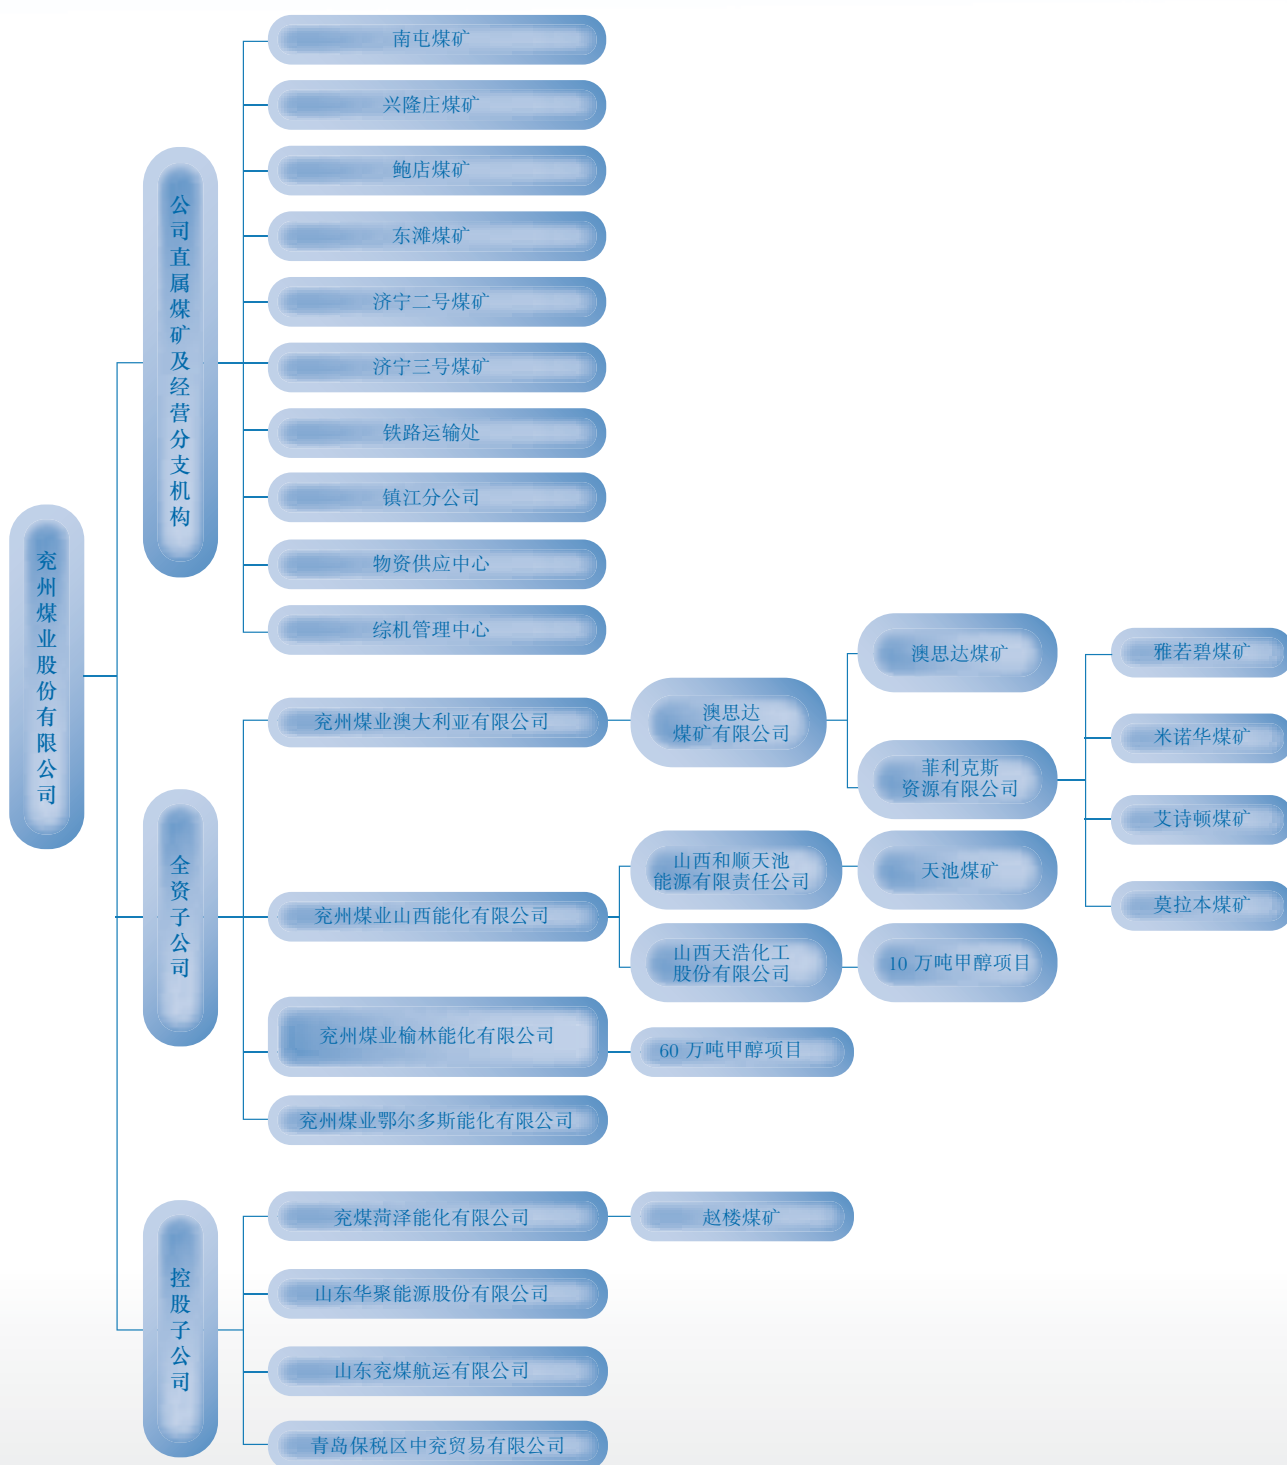 兖州煤业股份有限公司
公司直属煤矿及经营分支机构
南屯煤矿
兴隆庄煤矿
鲍店煤矿
东滩煤矿
济宁二号煤矿
济宁三号煤矿
铁路运输处
镇江分公司
物资供应中心
综机管理中心
全资子公司
兖州煤业澳大利亚有限公司
澳思达
煤矿有限公司
澳思达煤矿
菲利克斯
资源有限公司
雅若碧煤矿
米诺华煤矿
艾诗顿煤矿
莫拉本煤矿
兖州煤业山西能化有限公司
山西和顺天池
能源有限责任公司
天池煤矿
山西天浩化工
股份有限公司
10 万吨甲醇项目
兖州煤业榆林能化有限公司
60 万吨甲醇项目
兖州煤业鄂尔多斯能化有限公司
控股子公司
兖煤菏泽能化有限公司
赵楼煤矿
山东华聚能源股份有限公司
山东兖煤航运有限公司
青岛保税区中兖贸易有限公司